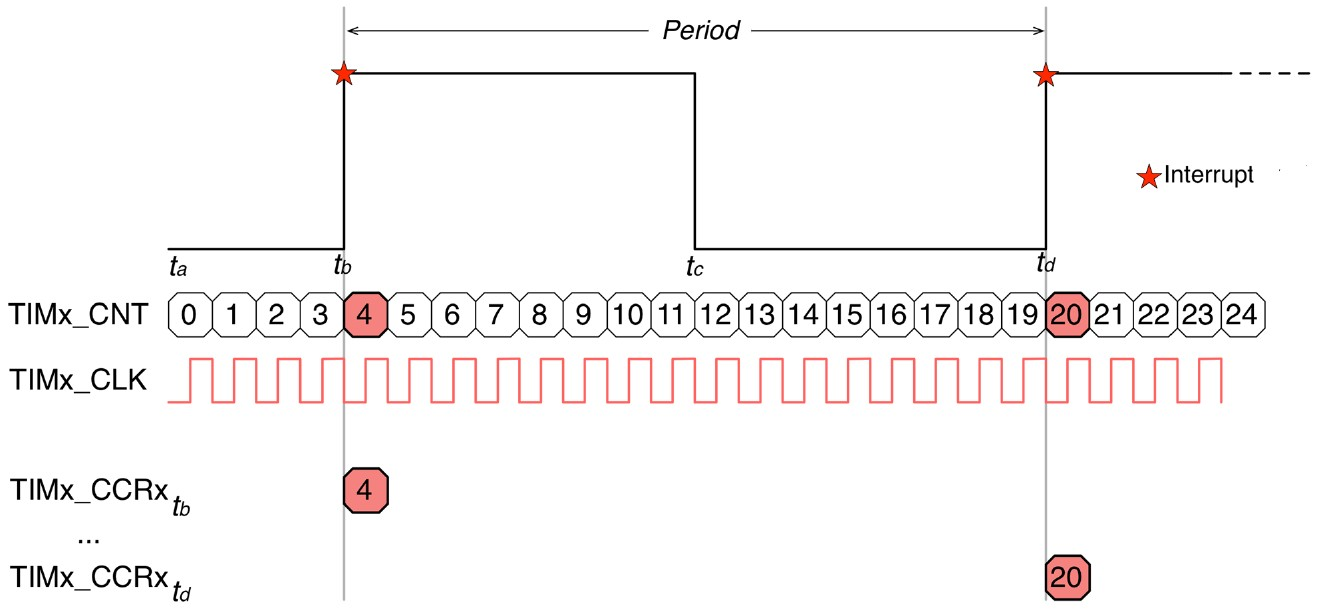 Period
Interrupt
ta tb tc td
TIMx_CNT 0 1 2 3 4 5 6 7 8 9 10 11 12 13 14 15 16 17 18 19 20 21 22 23 24
TIMx_CLK
TIMx_CCRx tb 4
...
TIMx_CCRx td 20